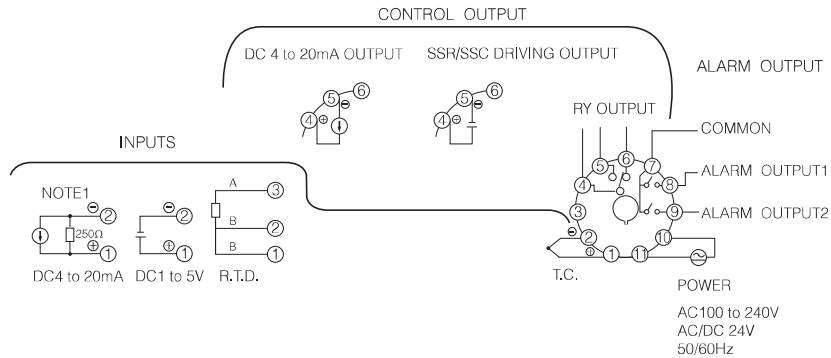 CONTROL OUTPUT
DC 4 to 20mA OUTPUT
SSR/SSC DRIVING OUTPUT
ALARM OUTPUT
⑥
⑤
⊖
④
⊕
⑥
⑤
⊖
④
⊕
RY OUTPUT
COMMON
INPUTS
⑤
⑥
⑦
④
⑧
ALARM OUTPUT1
③
⑨
ALARM OUTPUT2
⊖
②
⑩
⊕
①
⑪
T.C.
NOTE1
⊖
②
250Ω
⊕
①
DC4 to 20mA
⊖
②
⊕
①
DC1 to 5V
A
③
B
②
B
①
R.T.D.
POWER
AC100 to 240V
AC/DC 24V
50/60Hz